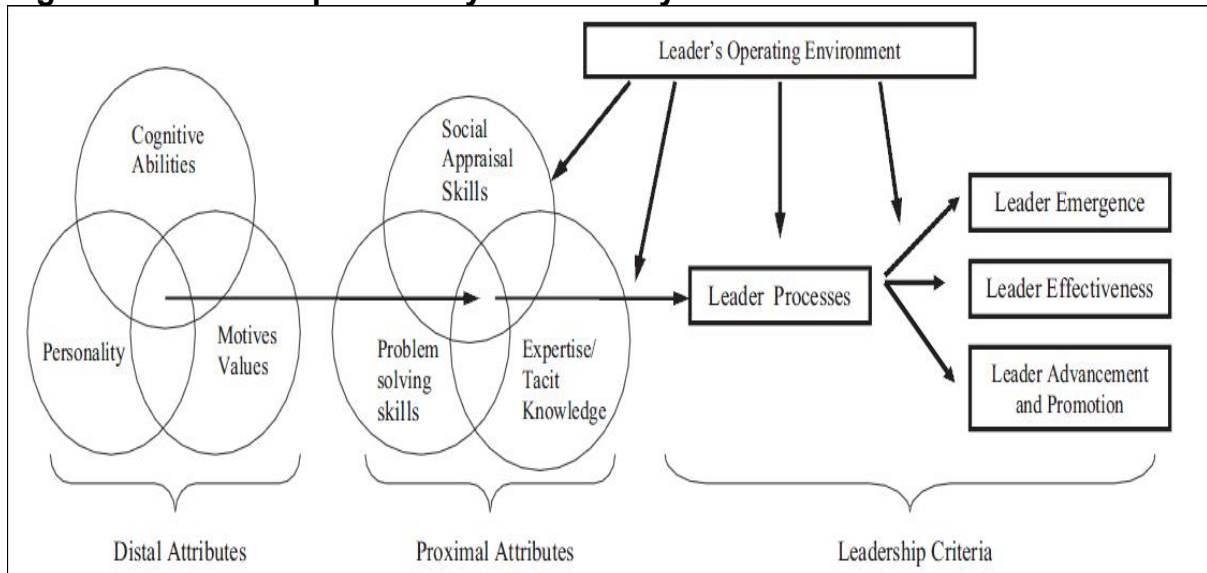 Leader's Operating Environment
Cognitive
Abilities
Social
Appraisal
Skills
Personality
Motives
Values
Problem
solving
skills
Expertise/
Tacit
Knowledge
Leader Processes
Leader Emergence
Leader Effectiveness
Leader Advancement
and Promotion
Distal Attributes
Proximal Attributes
Leadership Criteria